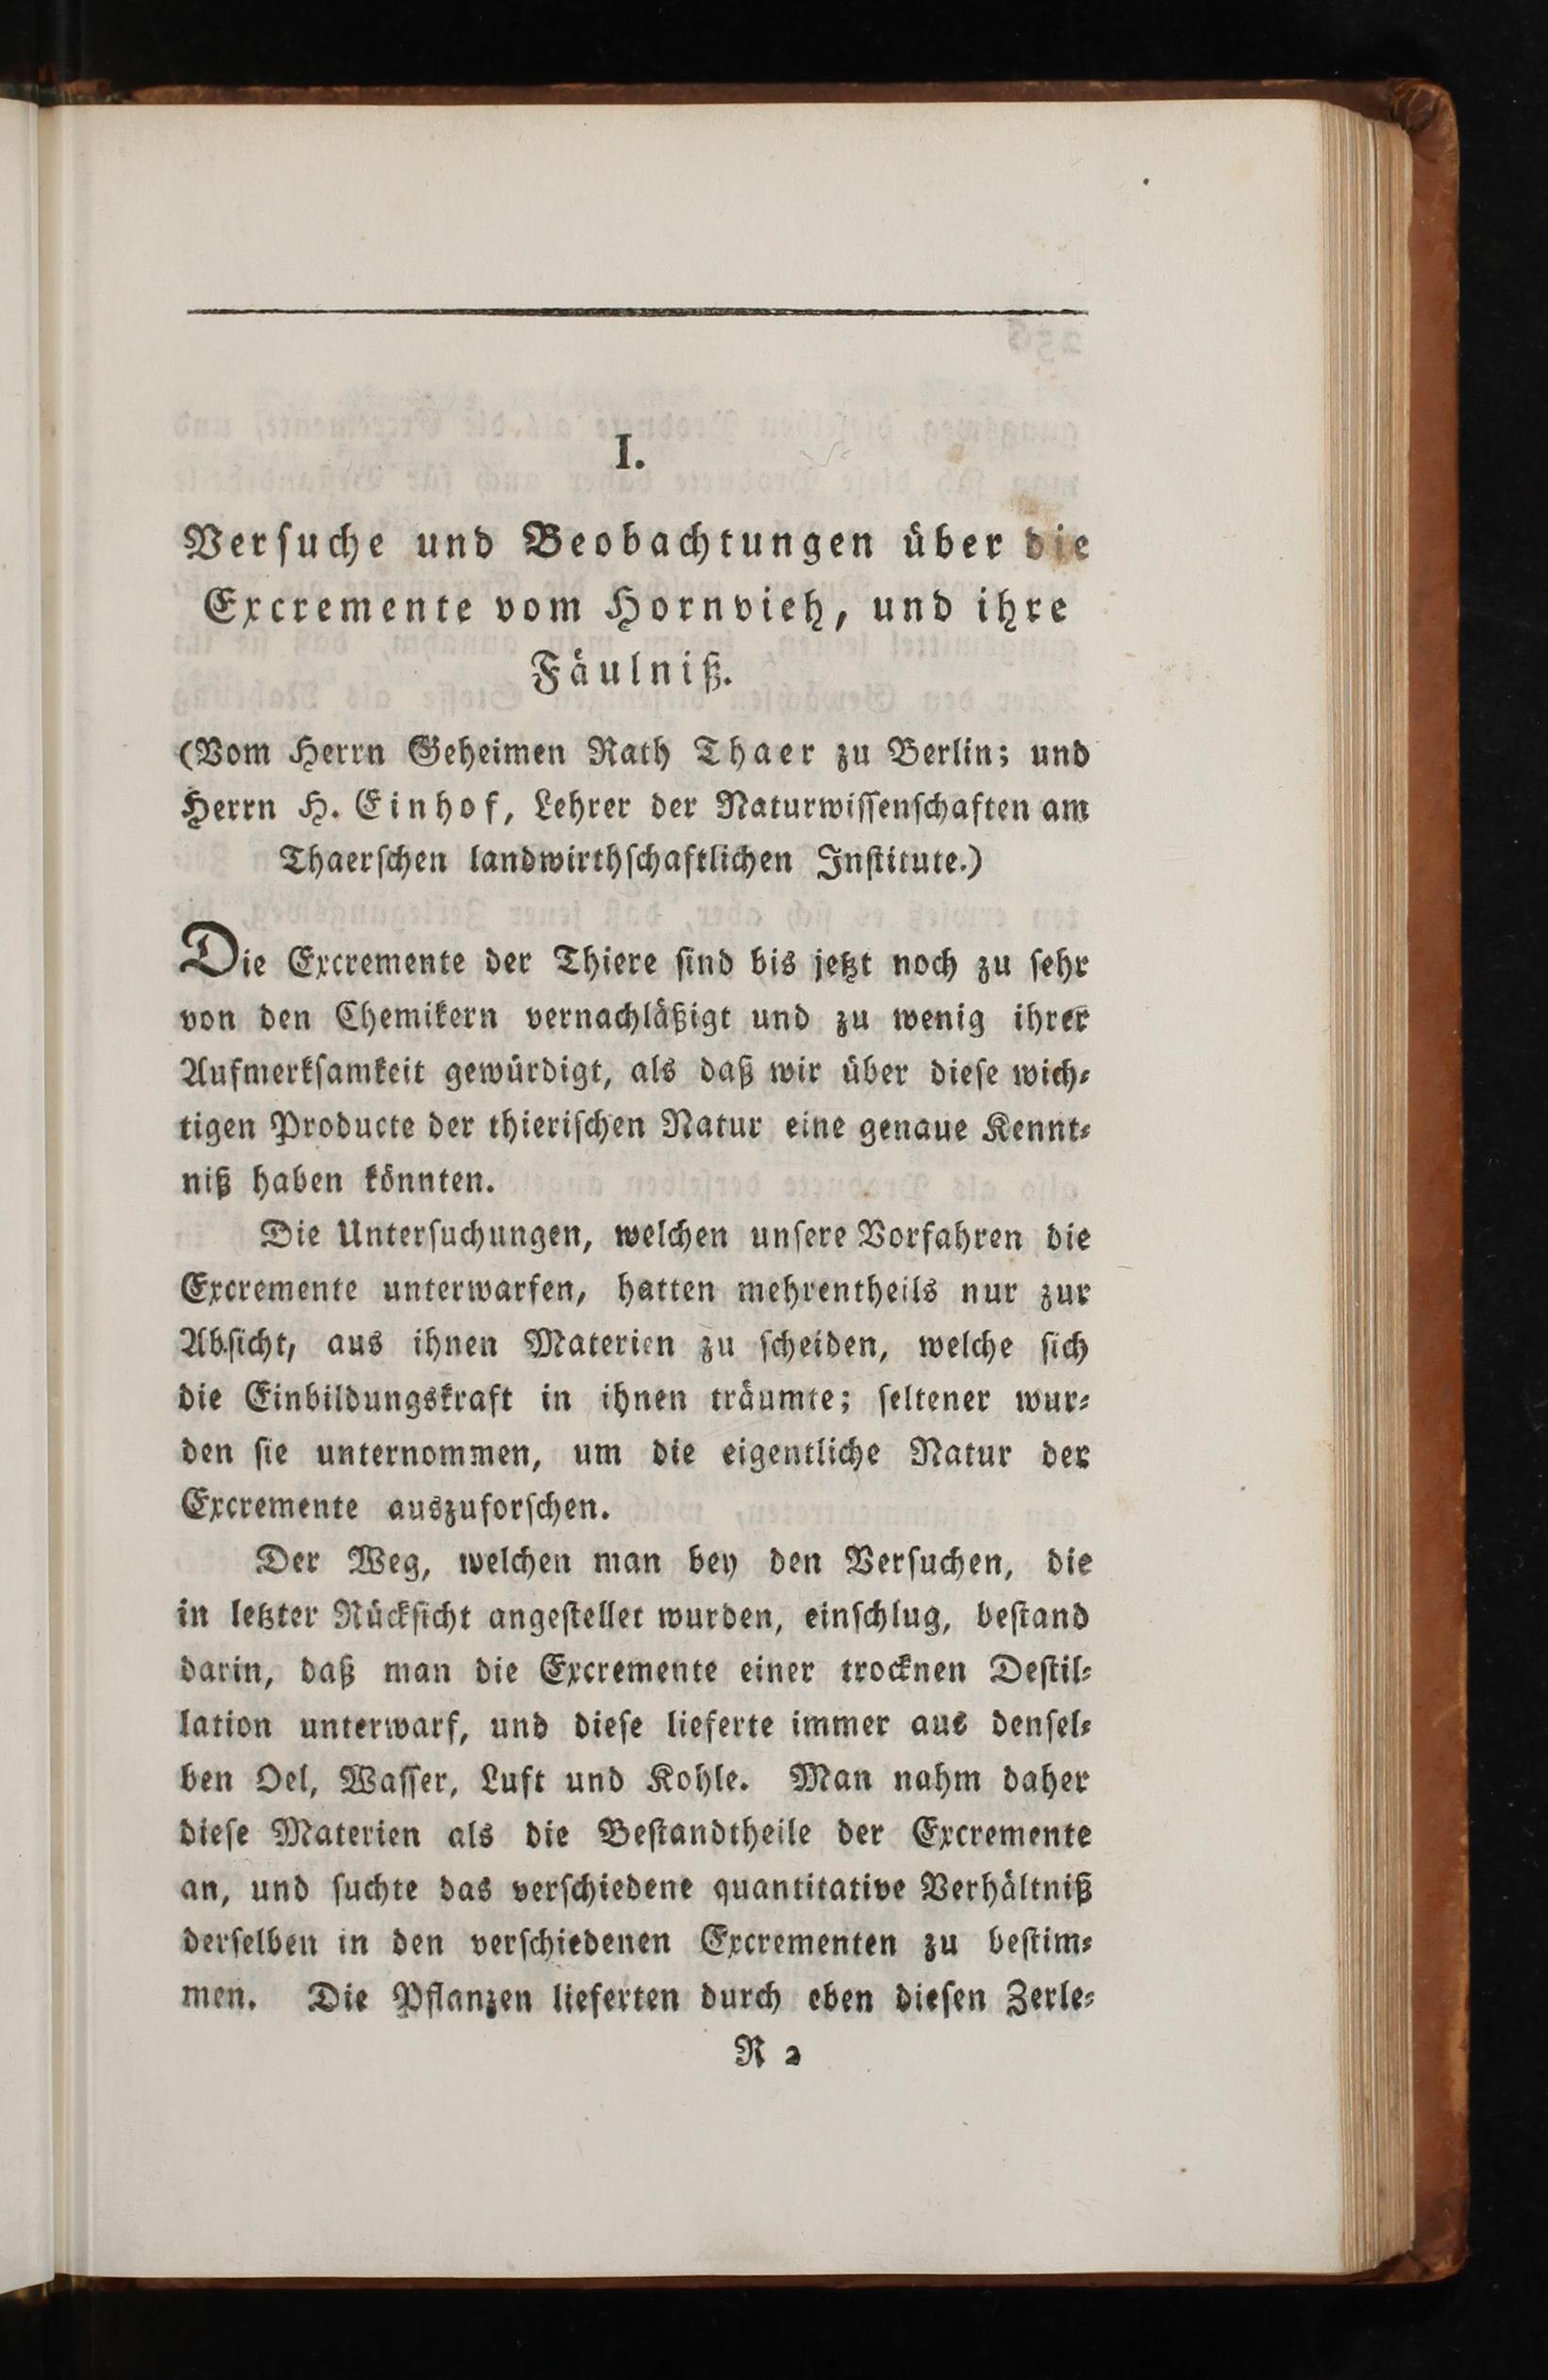 I.
Verſuche und Beobachtungen über die
Excremente vom Hornvieh, und ihre
Fäulniß.
(Vom Herrn Geheimen Rath Thaer zu Berlin; und
Herrn H. Einhof, Lehrer der Naturwiſſenſchaften am
Thaerſchen landwirthſchaftlichen Inſtitute.)
Die Excremente der Thiere ſind bis jetzt noch zu ſehr
von den Chemikern vernachläßigt und zu wenig ihrer
Aufmerkſamkeit gewürdigt, als daß wir über dieſe wich⸗
tigen Producte der thieriſchen Natur eine genaue Kennt⸗
niß haben könnten.
Die Unterſuchungen, welchen unſere Vorfahren die
Excremente unterwarfen, hatten mehrentheils nur zur
Abſicht, aus ihnen Materien zu ſcheiden, welche ſich
die Einbildungskraft in ihnen träumte; ſeltener wur⸗
den ſie unternommen, um die eigentliche Natur der
Excremente auszuforſchen.
Der Weg, welchen man bey den Verſuchen, die
in letzter Rückſicht angeſtellet wurden, einſchlug, beſtand
darin, daß man die Excremente einer trocknen Deſtil⸗
lation unterwarf, und dieſe lieferte immer aus denſel⸗
ben Oel, Waſſer, Luft und Kohle. Man nahm daher
dieſe Materien als die Beſtandtheile der Excremente
an, und ſuchte das verſchiedene quantitative Verhältniß
derſelben in den verſchiedenen Excrementen zu beſtim⸗
men. Die Pflanzen lieferten durch eben dieſen Zerle⸗
R 2